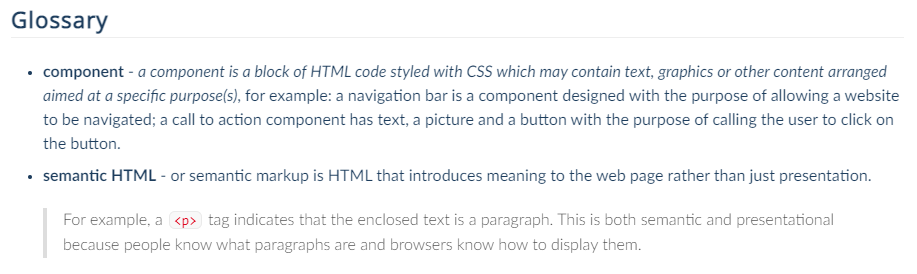 Glossary
component - a component is a block of HTML code styled with CSS which may contain text, graphics or other content arranged
aimed at a specific purpose(s), for example: a navigation bar is a component designed with the purpose of allowing a website
to be navigated; a call to action component has text, a picture and a button with the purpose of calling the user to click on
the button.
semantic HTML - or semantic markup is HTML that introduces meaning to the web page rather than just presentation.
For example, a <p> tag indicates that the enclosed text is a paragraph. This is both semantic and presentational
because people know what paragraphs are and browsers know how to display them.